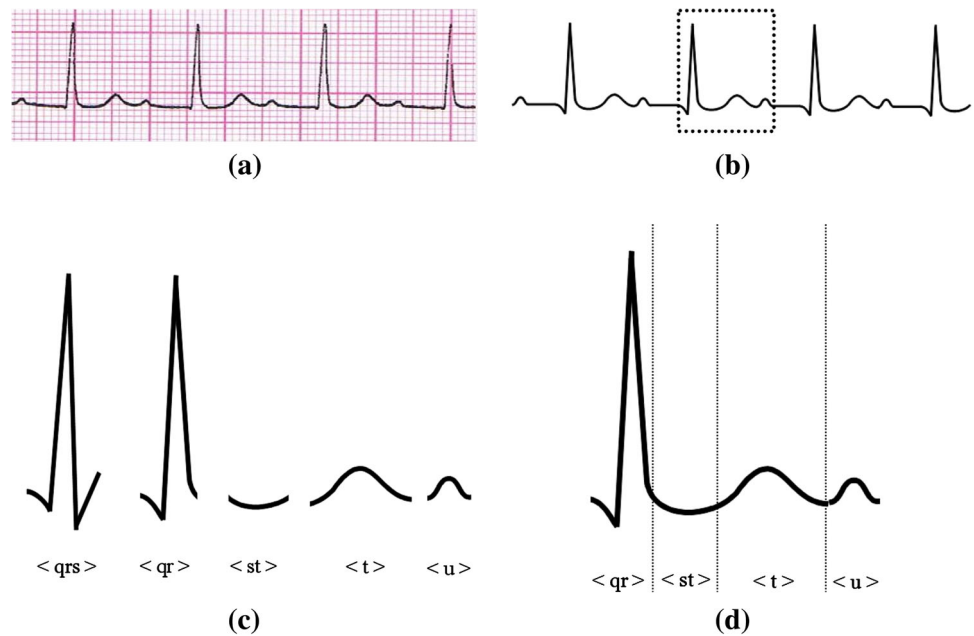 (a)
(b)
< qrs >
< qr >
< st >
< t >
< u >
(c)
< qr >
< st >
< t >
< u >
(d)